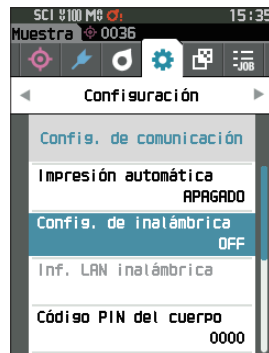 SCI 100 M 15:35
Muestra 0036
JOB
Configuración
Config. de comunicación
Impresión automática
APAGADO
Config. de inalámbrica
OFF
Inf. LAN inalámbrica
Código PIN del cuerpo
0000